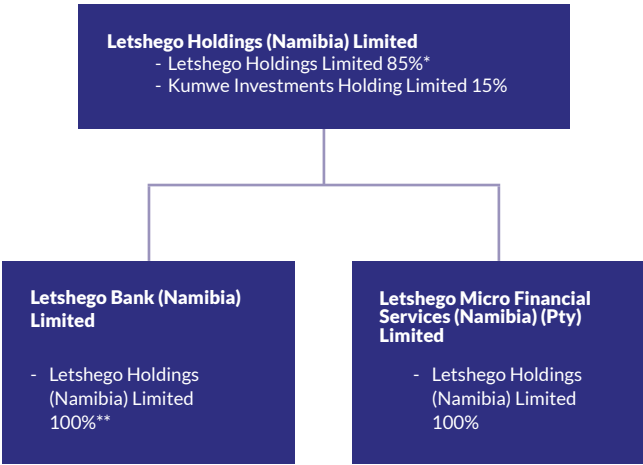 Letshego Holdings (Namibia) Limited
- Letshego Holdings Limited 85%*
- Kumwe Investments Holding Limited 15%
Letshego Bank (Namibia)
Limited
- Letshego Holdings
(Namibia) Limited
100%**
Letshego Micro Financial
Services (Namibia) (Pty)
Limited
- Letshego Holdings
(Namibia) Limited
100%